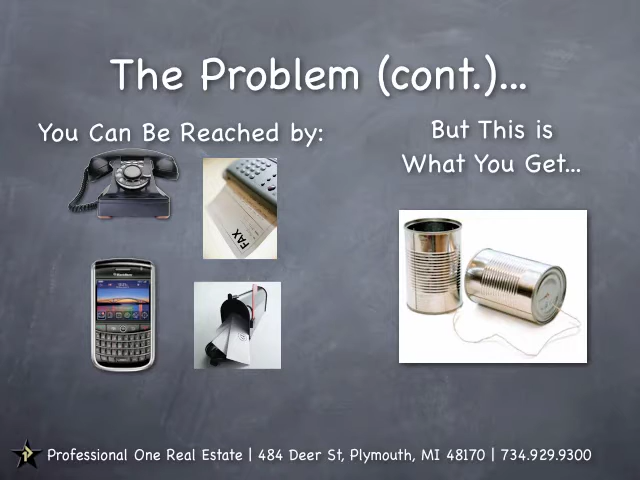 The Problem (cont.)...
You Can Be Reached by:
But This is
What You Get...
FAX
Professional One Real Estate | 484 Deer St, Plymouth, MI 48170 | 734.929.9300